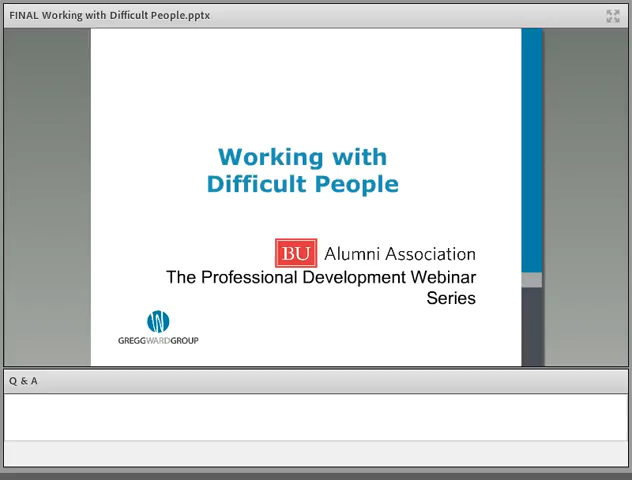 FINAL Working with Difficult People.pptx
Working with
Difficult People
BU Alumni Association
The Professional Development Webinar
Series
GREGGWARDGROUP
Q & A